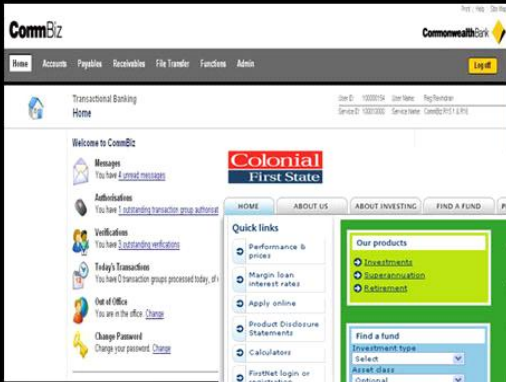 Print | Help | Site Map
CommBiz
CommonwealthBank
Home Accounts Payables Receivables File Transfer Functions Admin
Log off
Transactional Banking
Home
User ID: 100000154 User Name:
Service ID: 100010000 Service Name:
Welcome to CommBiz
Messages
You have 4 unread messages
Authorisations
You have 1 outstanding transaction group authorisat
Verifications
You have 3 outstanding verifications
Today's Transactions
You have 0 transaction groups processed today, of
Out of Office
You are in the office. Change
Change Password
Change your password. Change
Colonial
First State
HOME ABOUT US ABOUT INVESTING FIND A FUND P
Quick links
Performance &
prices
Margin loan
interest rates
Apply online
Product Disclosure
Statements
Calculators
FirstNet login or
registration
Our products
Investments
Superannuation
Retirement
Find a fund
Investment type
Select
Asset class
Optional